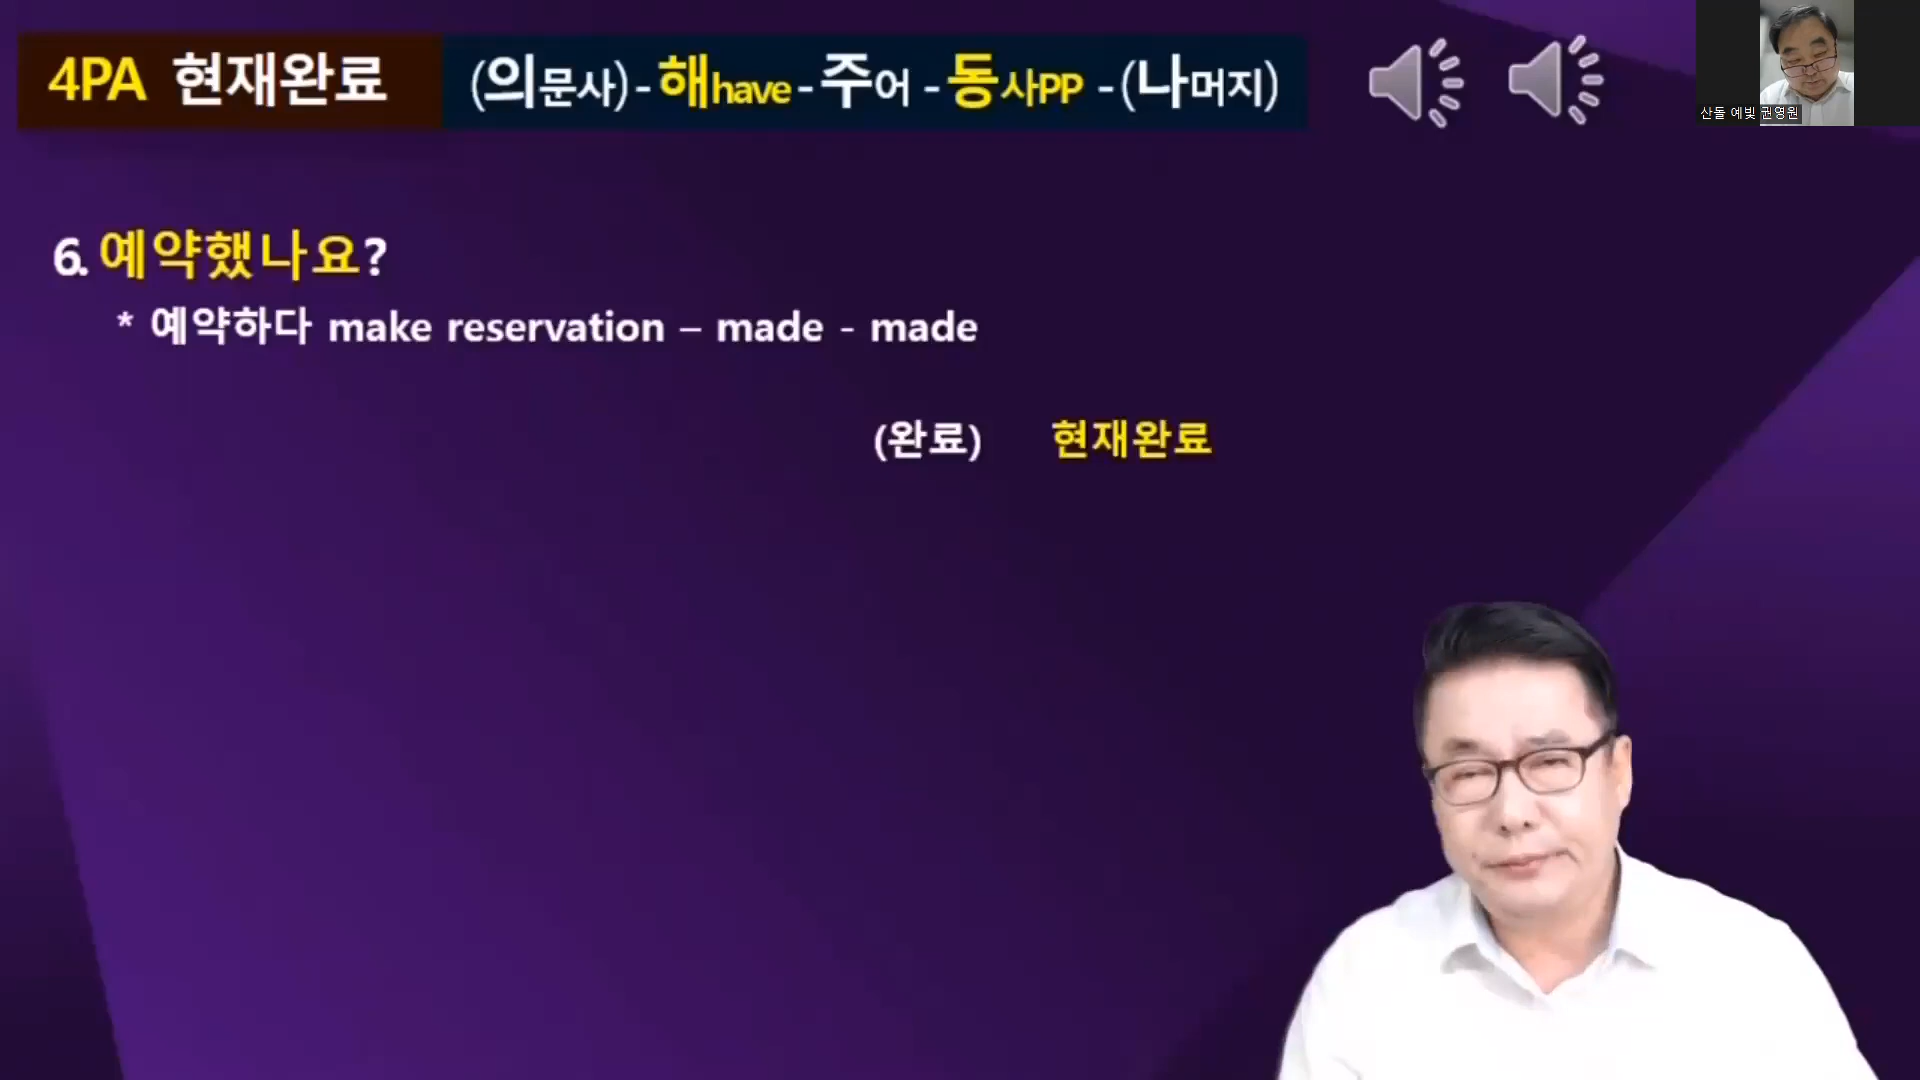 4PA 현재완료 (의문사) - 해have - 주어 - 동사PP - (나머지)
산돌 예빛 권영원
6. 예약했나요?
* 예약하다 make reservation – made - made
(완료) 현재완료